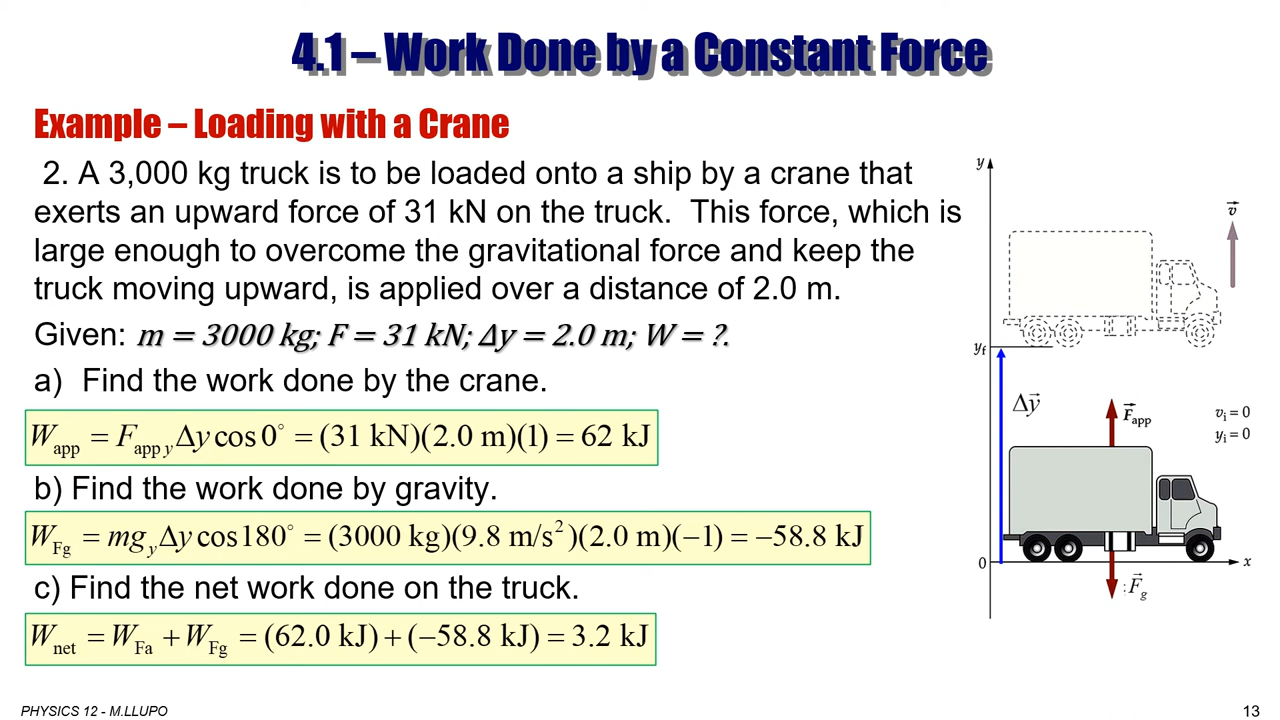 4.1 – Work Done by a Constant Force
Example – Loading with a Crane
2. A 3,000 kg truck is to be loaded onto a ship by a crane that
exerts an upward force of 31 kN on the truck. This force, which is
large enough to overcome the gravitational force and keep the
truck moving upward, is applied over a distance of 2.0 m.
Given: m = 3000 kg; F = 31 kN; Δy = 2.0 m; W = ?.
a) Find the work done by the crane.
W_app = F_app y Δy cos 0° = (31 kN)(2.0 m)(1) = 62 kJ
b) Find the work done by gravity.
W_Fg = mg_y Δy cos180° = (3000 kg)(9.8 m/s²)(2.0 m)(−1) = −58.8 kJ
c) Find the net work done on the truck.
W_net = W_Fa + W_Fg = (62.0 kJ) + (−58.8 kJ) = 3.2 kJ
y
v⃗
y_f
Δy⃗
F⃗_app
v_i = 0
y_i = 0
0
x
:F⃗_g
PHYSICS 12 - M.LLUPO
13